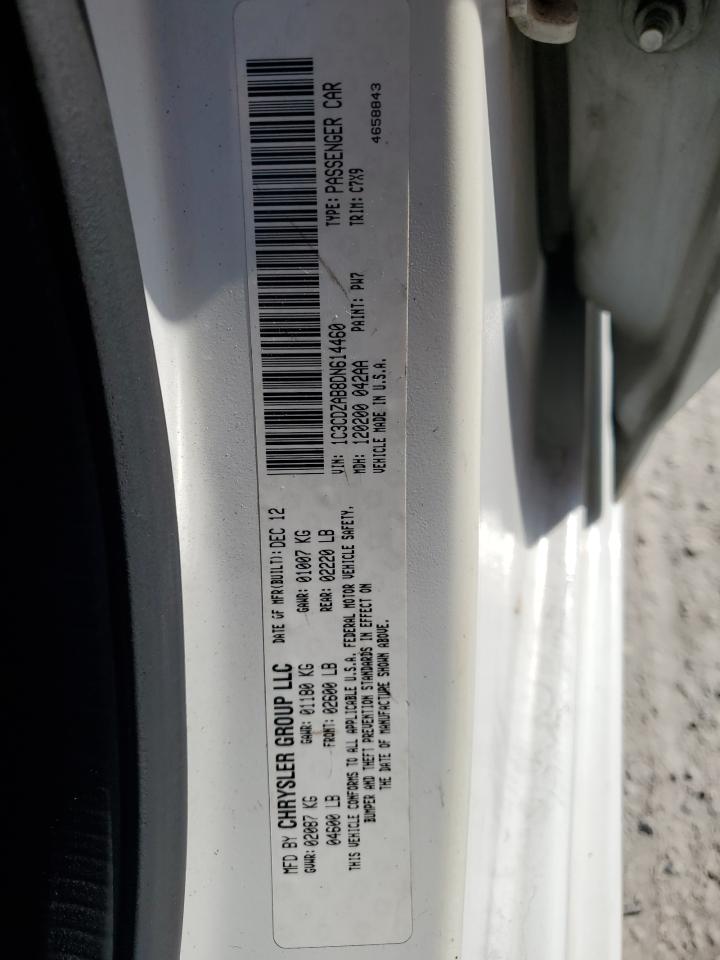 MFD BY CHRYSLER GROUP LLC DATE OF MFR(BUILT): DEC 12
GVWR: 02087 KG GAWR: 01180 KG GAWR: 01007 KG
04600 LB FRONT: 02600 LB REAR: 02220 LB
THIS VEHICLE CONFORMS TO ALL APPLICABLE U.S.A. FEDERAL MOTOR VEHICLE SAFETY,
BUMPER AND THEFT PREVENTION STANDARDS IN EFFECT ON
THE DATE OF MANUFACTURE SHOWN ABOVE.
VIN: 1C3CDZAB8DN614460 TYPE: PASSENGER CAR
MDH: 120200 042AA PAINT: PW7 TRIM: C7X9
VEHICLE MADE IN U.S.A. 4658843